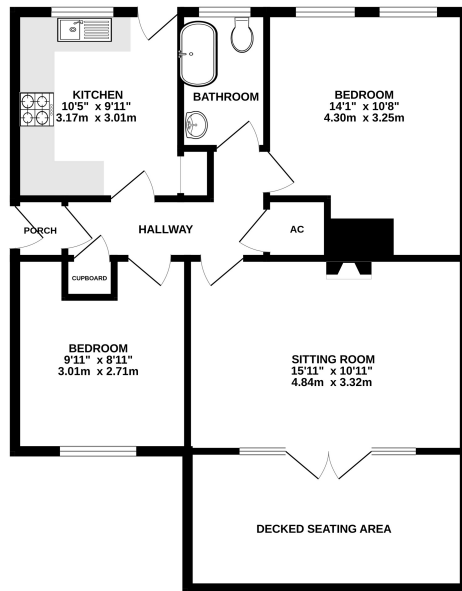 KITCHEN
10'5" x 9'11"
3.17m x 3.01m
BATHROOM
BEDROOM
14'1" x 10'8"
4.30m x 3.25m
PORCH
HALLWAY
AC
CUPBOARD
BEDROOM
9'11" x 8'11"
3.01m x 2.71m
SITTING ROOM
15'11" x 10'11"
4.84m x 3.32m
DECKED SEATING AREA